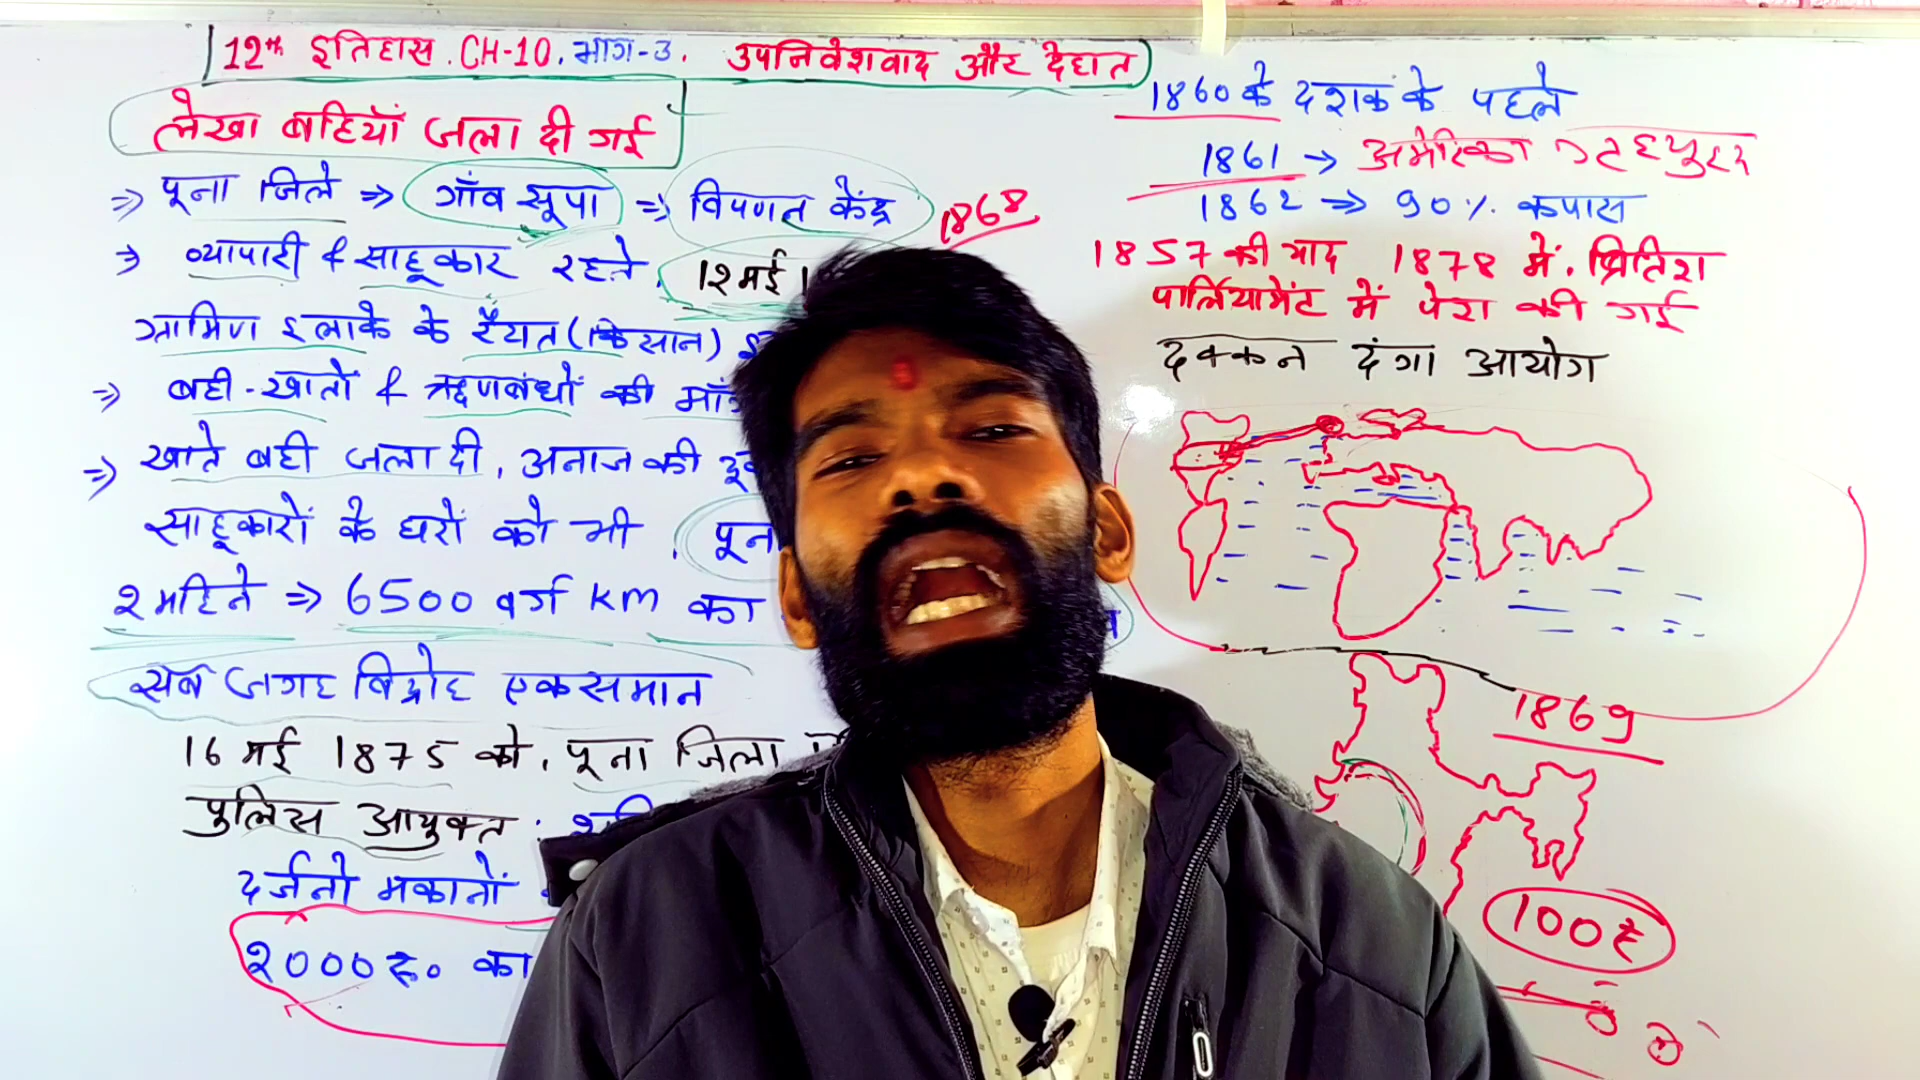 12th इतिहास. CH-10. भाग-3. उपनिवेशवाद और देहात
लेखा बहियाँ जला दी गई
⇒ पूना जिले ⇒ गाँव सूपा ⇒ विपणन केंद्र
1868
⇒ व्यापारी & साहूकार रहते. 12 मई 1
ग्रामिण इलाके के रैयत (किसान)
⇒ बही-खातों & ऋणबंधों की
⇒ खाते बही जला दी, अनाज की
साहूकारों के घरों को भी. पून
2 महिने ⇒ 6500 वर्ग km का
सब जगह विद्रोह एकसमान
16 मई 1875 को, पूना जिला
पुलिस आयुक्त.
दर्जनो मकानों
2000 रु० का
1860 के दशक के पहले
1861 → अमेरिका
1862 ⇒ 90% कपास
1857 की याद 1878 में. ब्रितिश
पार्लियामेंट में पेश की गई
दक्कन दंगा आयोग
1869
100₹